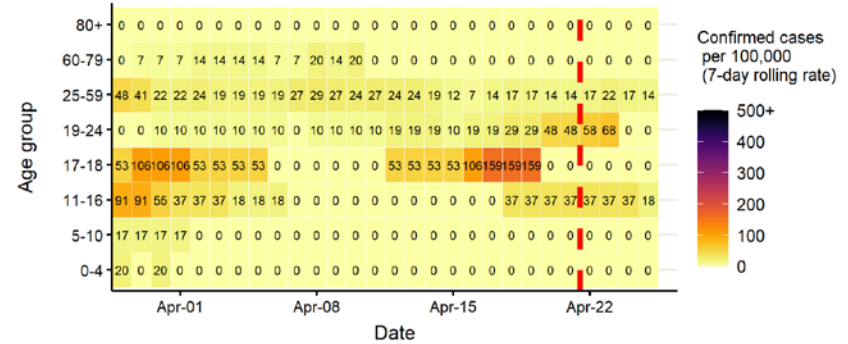 80+ 0 0 0 0 0 0 0 0 0 0 0 0 0 0 0 0 0 0 0 0 0 0 0 0 0 0 0 0
60-79 0 7 7 7 14 14 14 14 7 7 20 14 20 0 0 0 0 0 0 0 0 0 0 0 0 0 0 0
25-59 48 41 22 22 24 19 19 19 19 27 29 27 24 27 24 24 19 12 7 14 17 17 14 14 17 22 17 14
19-24 0 0 10 10 10 10 10 10 0 10 10 10 10 10 19 19 19 10 19 19 29 29 48 48 58 68 0 0
17-18 53 106 106 106 53 53 53 53 0 0 0 0 0 0 53 53 53 53 106 159 159 159 0 0 0 0 0 0
11-16 91 91 55 37 37 37 18 18 18 0 0 0 0 0 0 0 0 0 0 0 37 37 37 37 37 37 37 18
5-10 17 17 17 17 0 0 0 0 0 0 0 0 0 0 0 0 0 0 0 0 0 0 0 0 0 0 0 0
0-4 20 0 20 0 0 0 0 0 0 0 0 0 0 0 0 0 0 0 0 0 0 0 0 0 0 0 0 0
Age group
Apr-01 Apr-08 Apr-15 Apr-22
Date
Confirmed cases
per 100,000
(7-day rolling rate)
500+
400
300
200
100
0